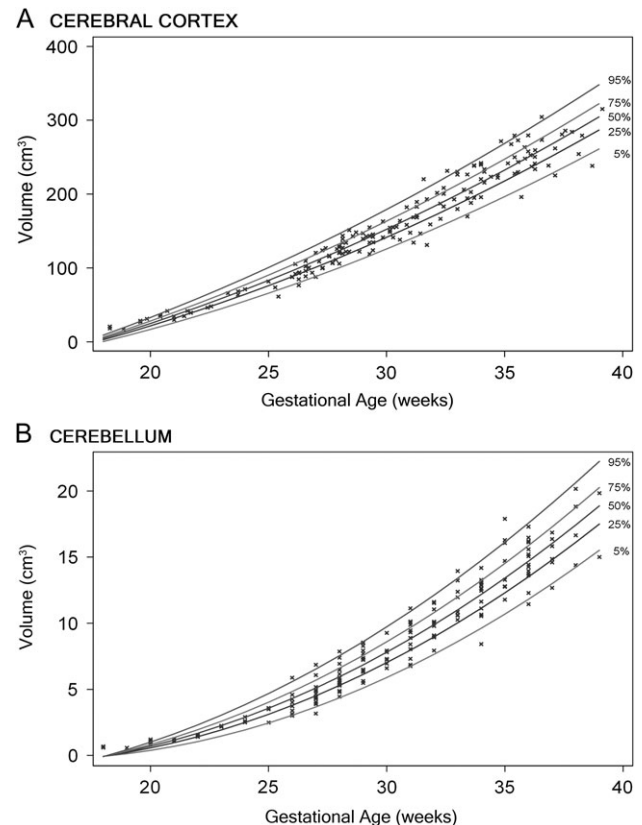 A CEREBRAL CORTEX
400
300
200
100
0
Volume (cm³)
95%
75%
50%
25%
5%
20 25 30 35 40
Gestational Age (weeks)
B CEREBELLUM
20
15
10
5
0
Volume (cm³)
95%
75%
50%
25%
5%
20 25 30 35 40
Gestational Age (weeks)